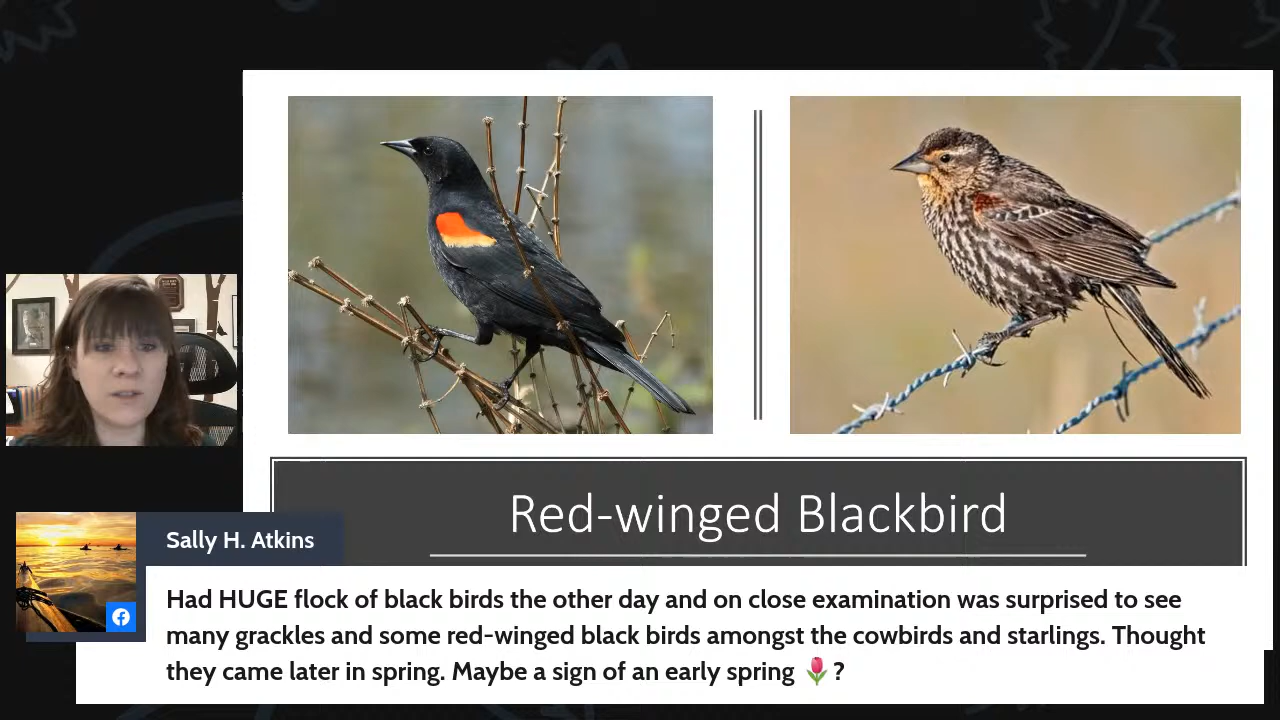 Red-winged Blackbird
Sally H. Atkins
Had HUGE flock of black birds the other day and on close examination was surprised to see
many grackles and some red-winged black birds amongst the cowbirds and starlings. Thought
they came later in spring. Maybe a sign of an early spring 🌷?